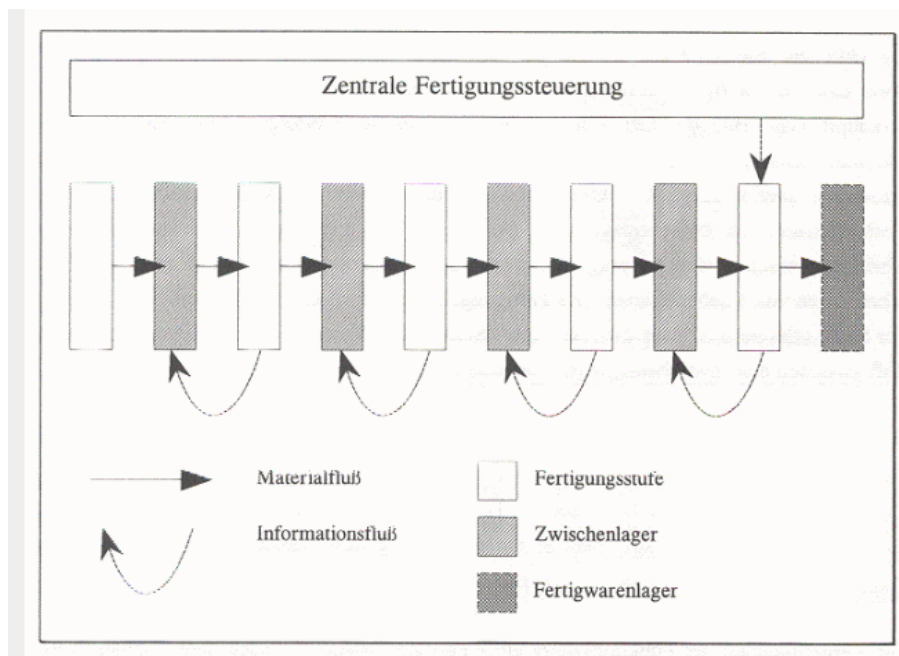 Zentrale Fertigungssteuerung
Materialfluß
Informationsfluß
Fertigungsstufe
Zwischenlager
Fertigwarenlager